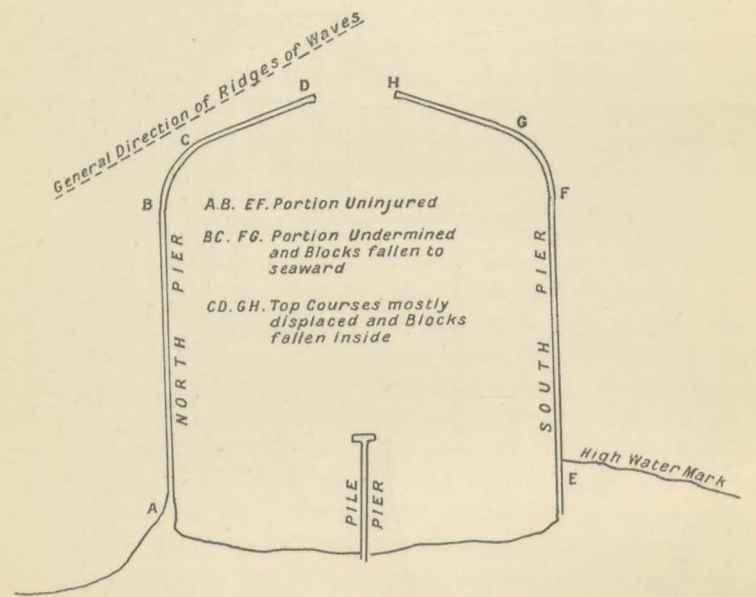 General Direction of Ridges of Waves
D
H
C
G
B
F
A.B. EF. Portion Uninjured
BC. FG. Portion Undermined
and Blocks fallen to
seaward
CD. GH. Top Courses mostly
displaced and Blocks
fallen inside
NORTH PIER
SOUTH PIER
High Water Mark
E
A
PILE
PIER